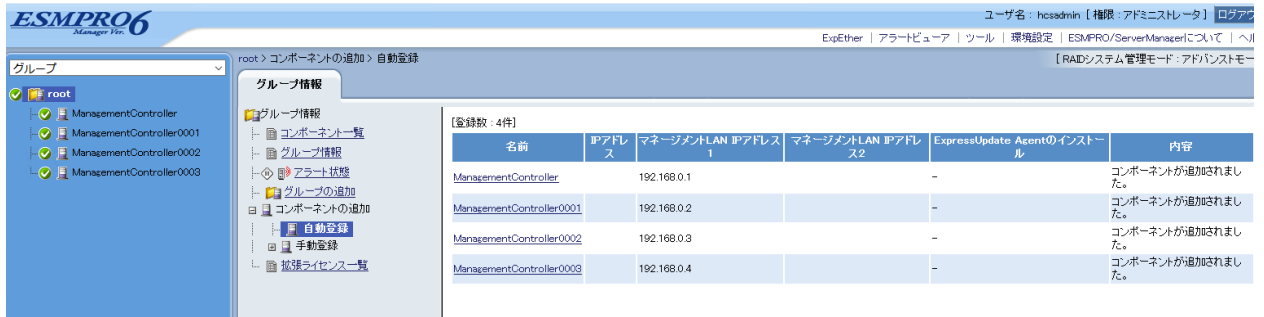 ESMPRO6
Manager Ver.
ユーザ名 : hcsadmin [ 権限 : アドミニストレータ ] ログアウ
ExpEther | アラートビューア | ツール | 環境設定 | ESMPRO/ServerManagerについて | ヘル
グループ
root
ManagementController
ManagementController0001
ManagementController0002
ManagementController0003
root > コンポーネントの追加 > 自動登録
[ RAIDシステム管理モード : アドバンストモー
グループ情報
グループ情報
コンポーネント一覧
グループ情報
アラート状態
グループの追加
コンポーネントの追加
自動登録
手動登録
拡張ライセンス一覧
[登録数 : 4件]
名前 IPアドレス マネージメントLAN IPアドレス1 マネージメントLAN IPアドレス2 ExpressUpdate Agentのインストール 内容
ManagementController 192.168.0.1 − コンポーネントが追加されました。
ManagementController0001 192.168.0.2 − コンポーネントが追加されました。
ManagementController0002 192.168.0.3 − コンポーネントが追加されました。
ManagementController0003 192.168.0.4 − コンポーネントが追加されました。